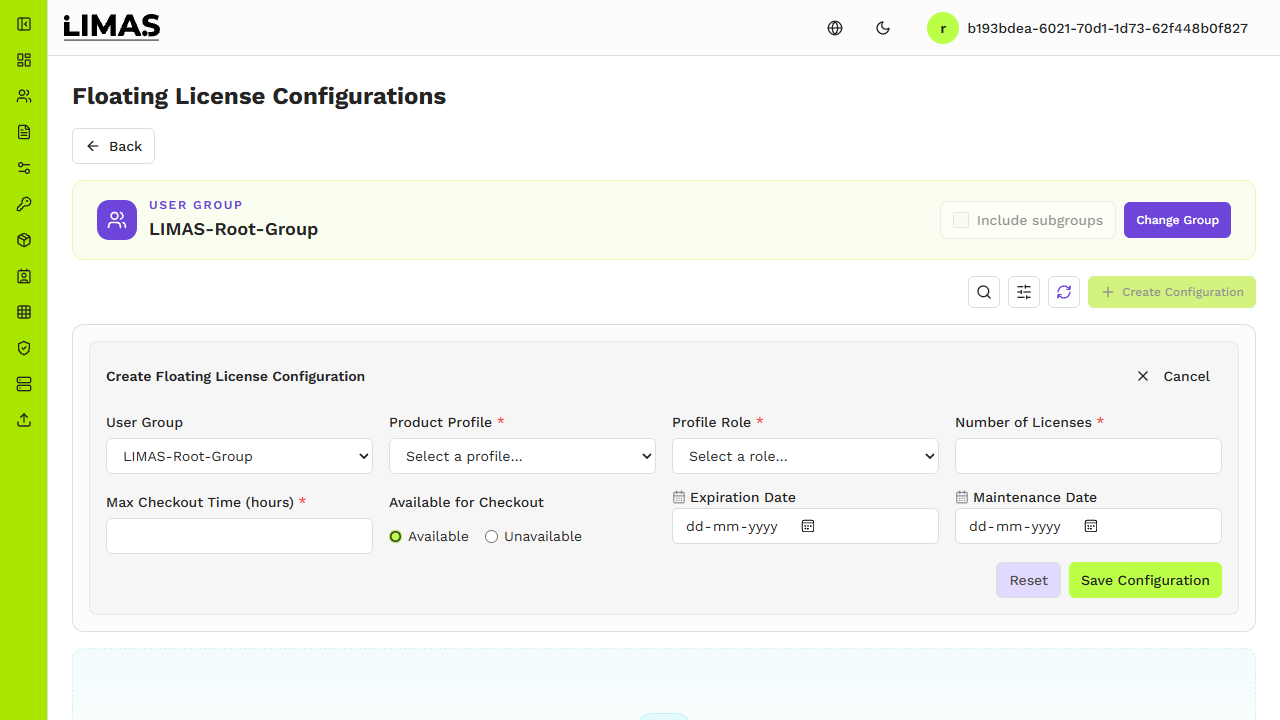 LIMAS
r
b193bdea-6021-70d1-1d73-62f448b0f827
Floating License Configurations
Back
USER GROUP
LIMAS-Root-Group
Include subgroups
Change Group
Create Configuration
Create Floating License Configuration
Cancel
User Group
Product Profile *
Profile Role *
Number of Licenses *
LIMAS-Root-Group
Select a profile...
Select a role...
Max Checkout Time (hours) *
Available for Checkout
Expiration Date
Maintenance Date
Available
Unavailable
dd-mm-yyyy
dd-mm-yyyy
Reset
Save Configuration